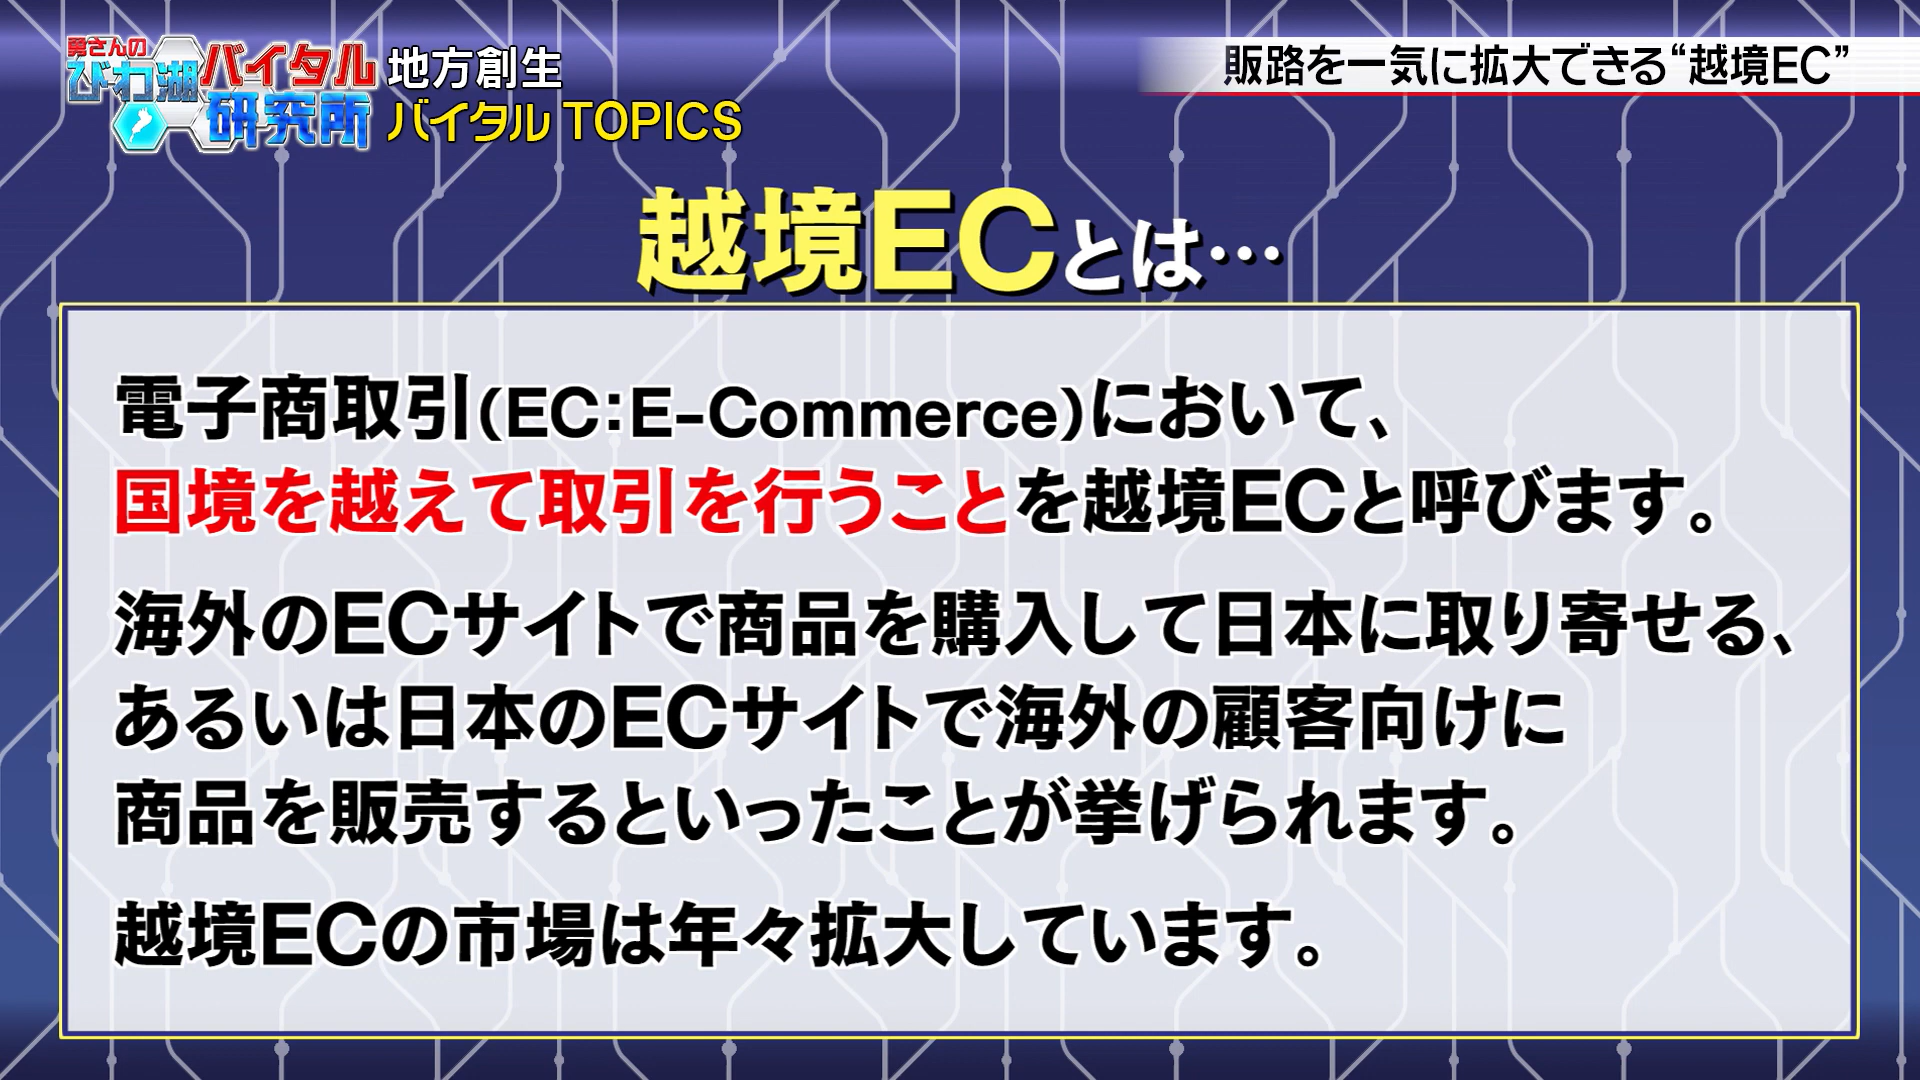 勇さんの
びわ湖バイタル
研究所
地方創生
バイタルTOPICS
販路を一気に拡大できる“越境EC”
越境ECとは…
電子商取引(EC：E-Commerce)において、
国境を越えて取引を行うことを越境ECと呼びます。
海外のECサイトで商品を購入して日本に取り寄せる、
あるいは日本のECサイトで海外の顧客向けに
商品を販売するといったことが挙げられます。
越境ECの市場は年々拡大しています。